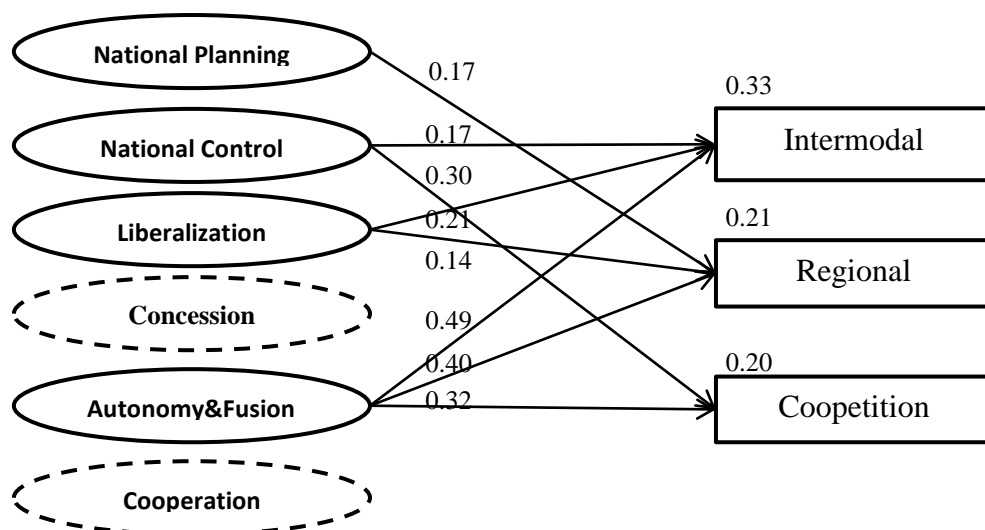 National Planning
National Control
Liberalization
Concession
Autonomy&Fusion
Cooperation
0.17
0.17
0.30
0.21
0.14
0.49
0.40
0.32
0.33
Intermodal
0.21
Regional
0.20
Coopetition